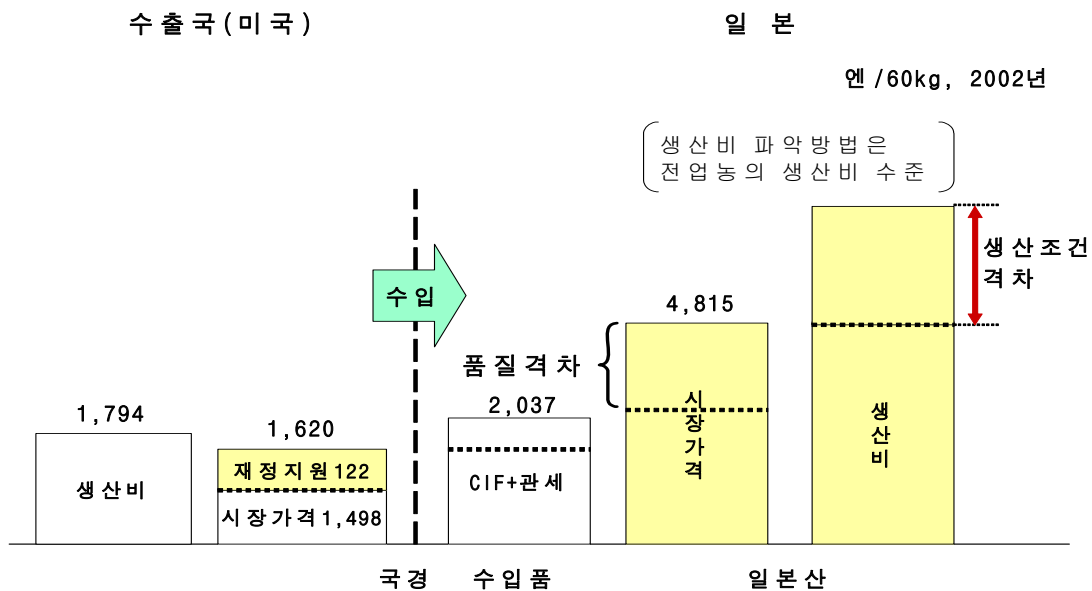 수출국(미국)
일 본
엔/60kg, 2002년
생산비 파악방법은
전업농의 생산비 수준
생산조건
격차
수입
4,815
품질격차
2,037
1,794
1,620
시장가격
생산비
재정지원122
생산비
CIF+관세
시장가격1,498
국경
수입품
일본산